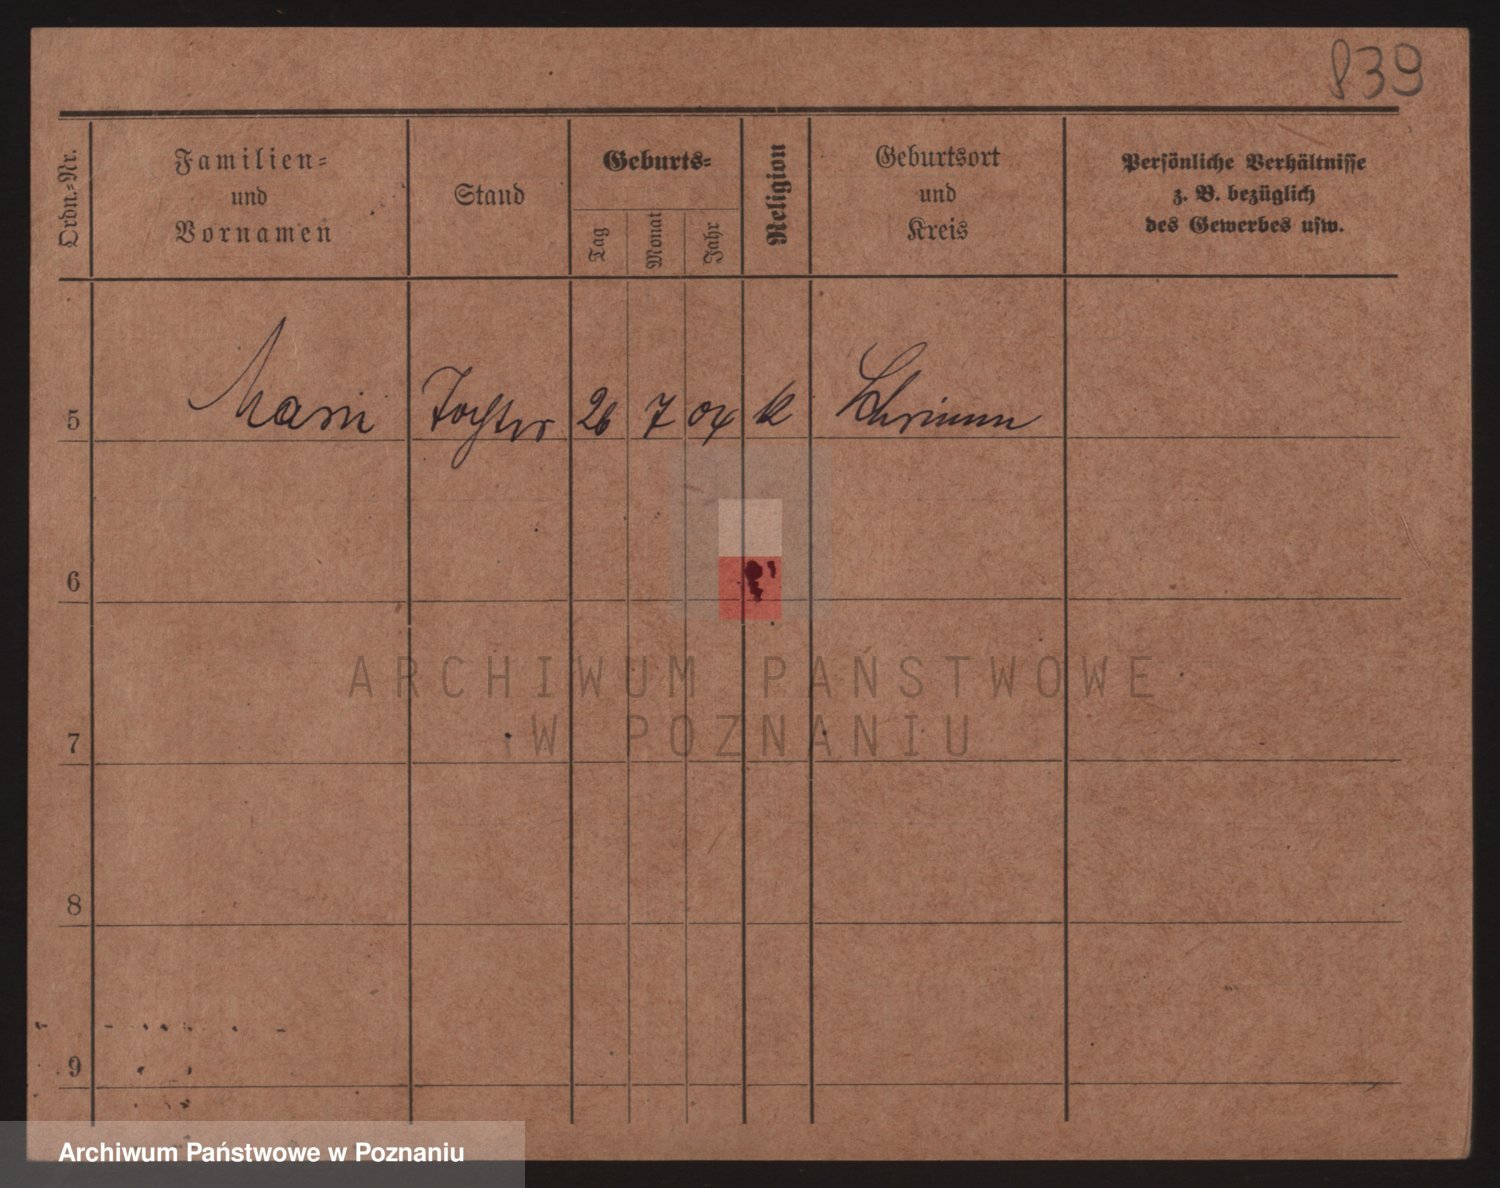 839
Ordn.=Nr.
Familien=
und
Vornamen
Stand
Geburts=
Tag
Monat
Jahr
Religion
Geburtsort
und
Kreis
Persönliche Verhältnisse
z. B. bezüglich
des Gewerbes usw.
5 Marie Tochter 26 7 04 k Schrimm
6
7
8
9
ARCHIWUM PAŃSTWOWE
W POZNANIU
Archiwum Państwowe w Poznaniu